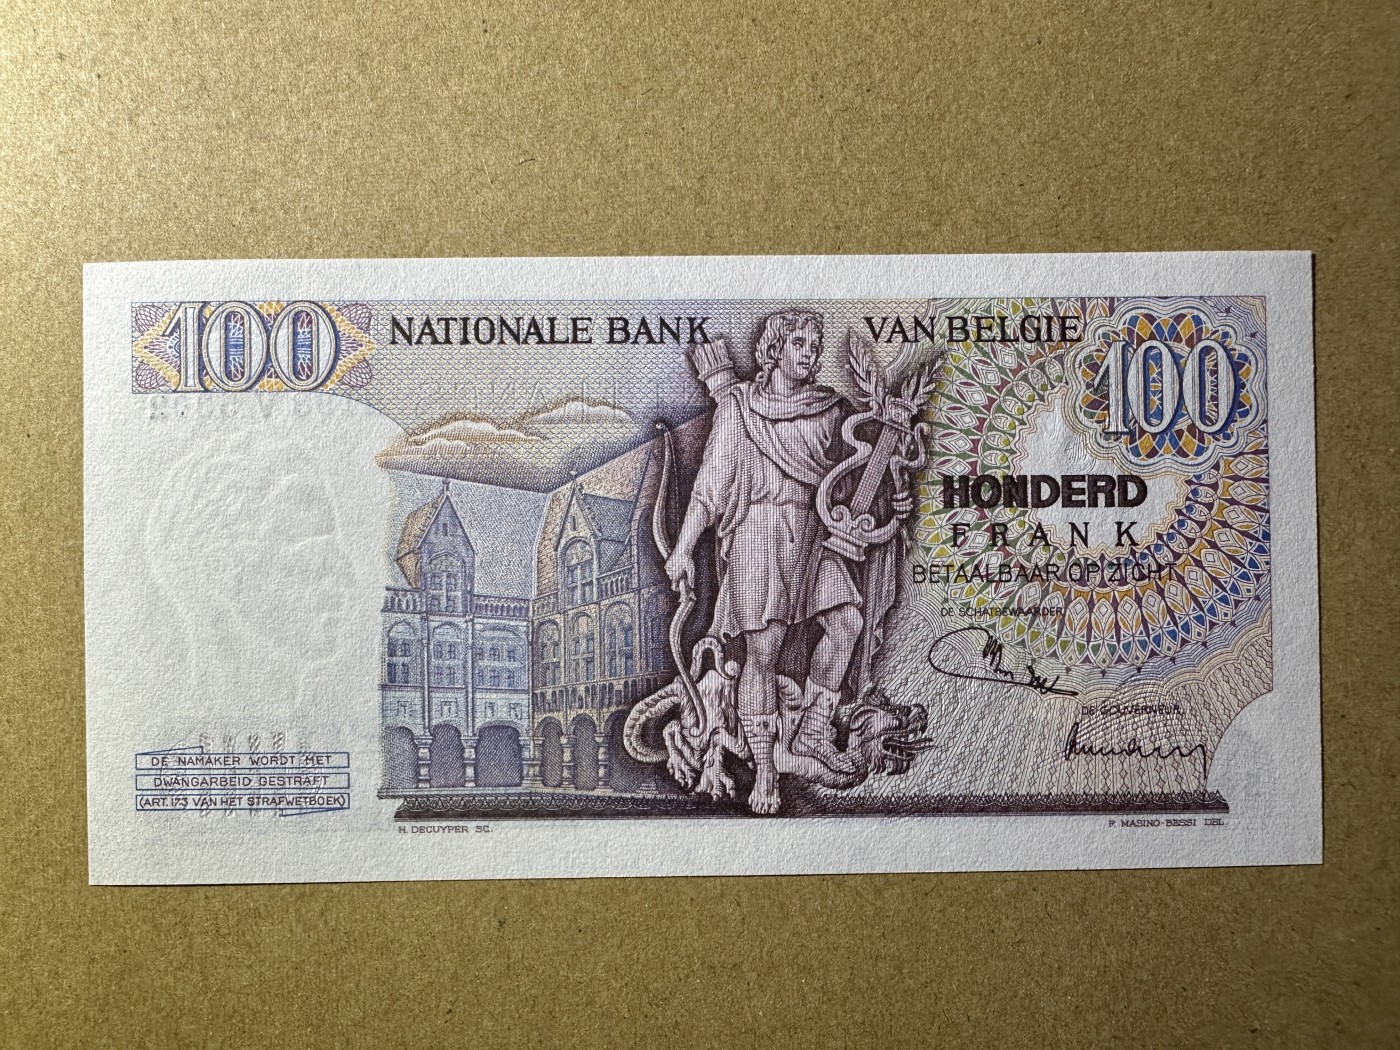 100
NATIONALE BANK VAN BELGIE
100
HONDERD
FRANK
BETAALBAAR OP ZICHT
DE SCHATBEWAARDER
DE GOUVERNEUR
DE NAMAKER WORDT MET
DWANGARBEID GESTRAFT
(ART. 173 VAN HET STRAFWETBOEK)
H. DECUYPER SC.
P. MASINO-BESSI DEL.